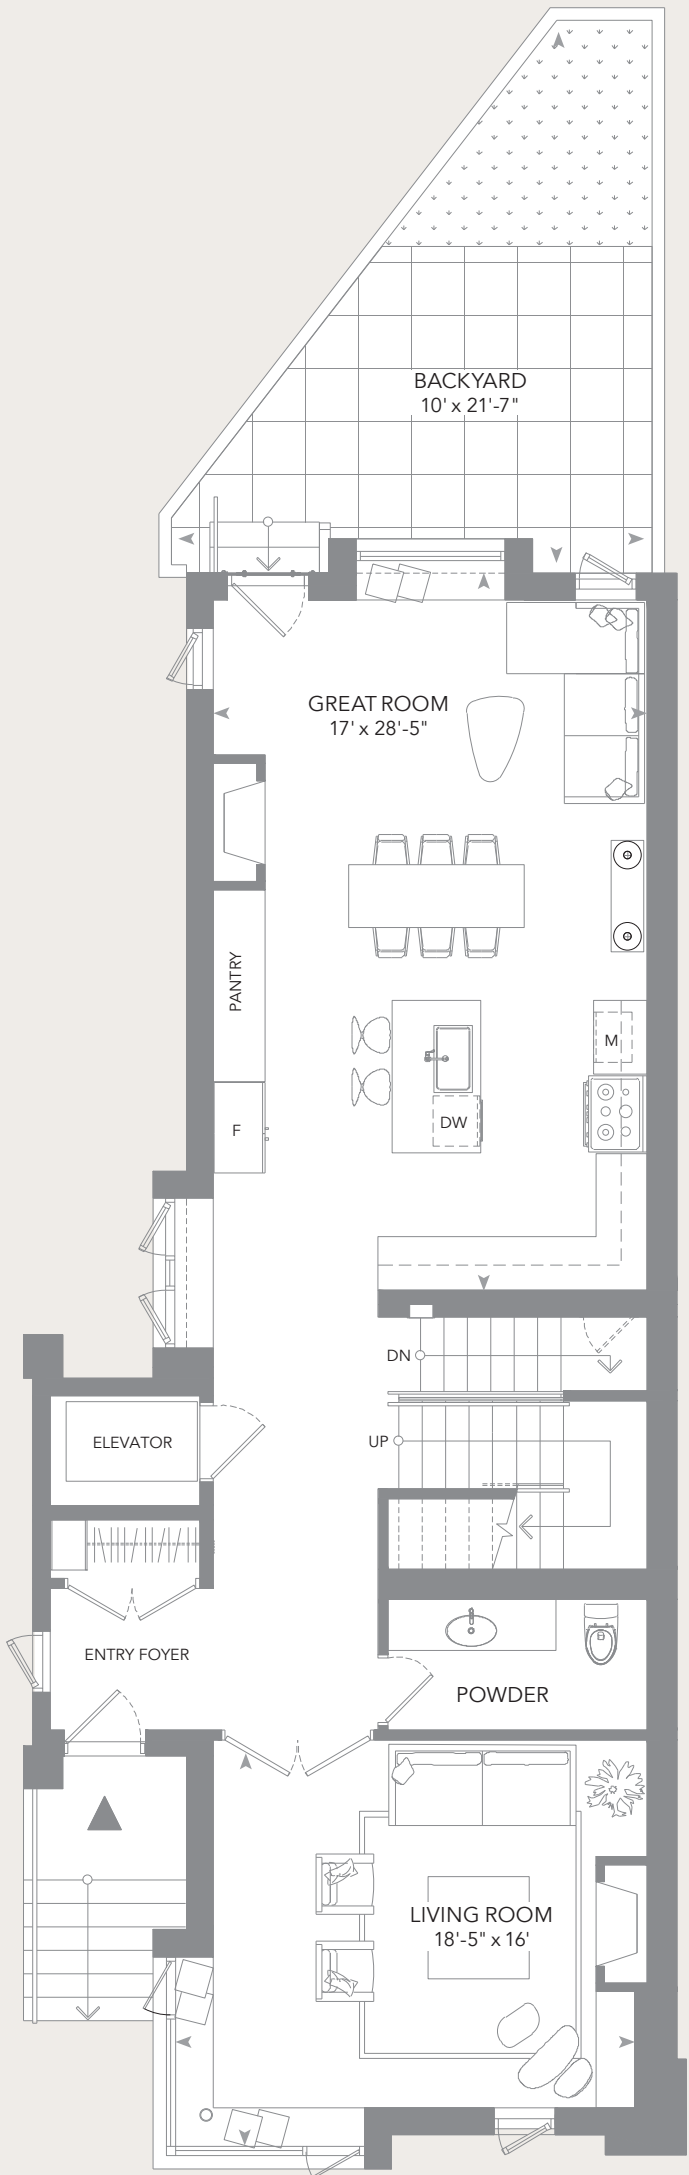 BACKYARD
10' x 21'-7"
GREAT ROOM
17' x 28'-5"
PANTRY
M
F
DW
DN
ELEVATOR
UP
ENTRY FOYER
POWDER
LIVING ROOM
18'-5" x 16'